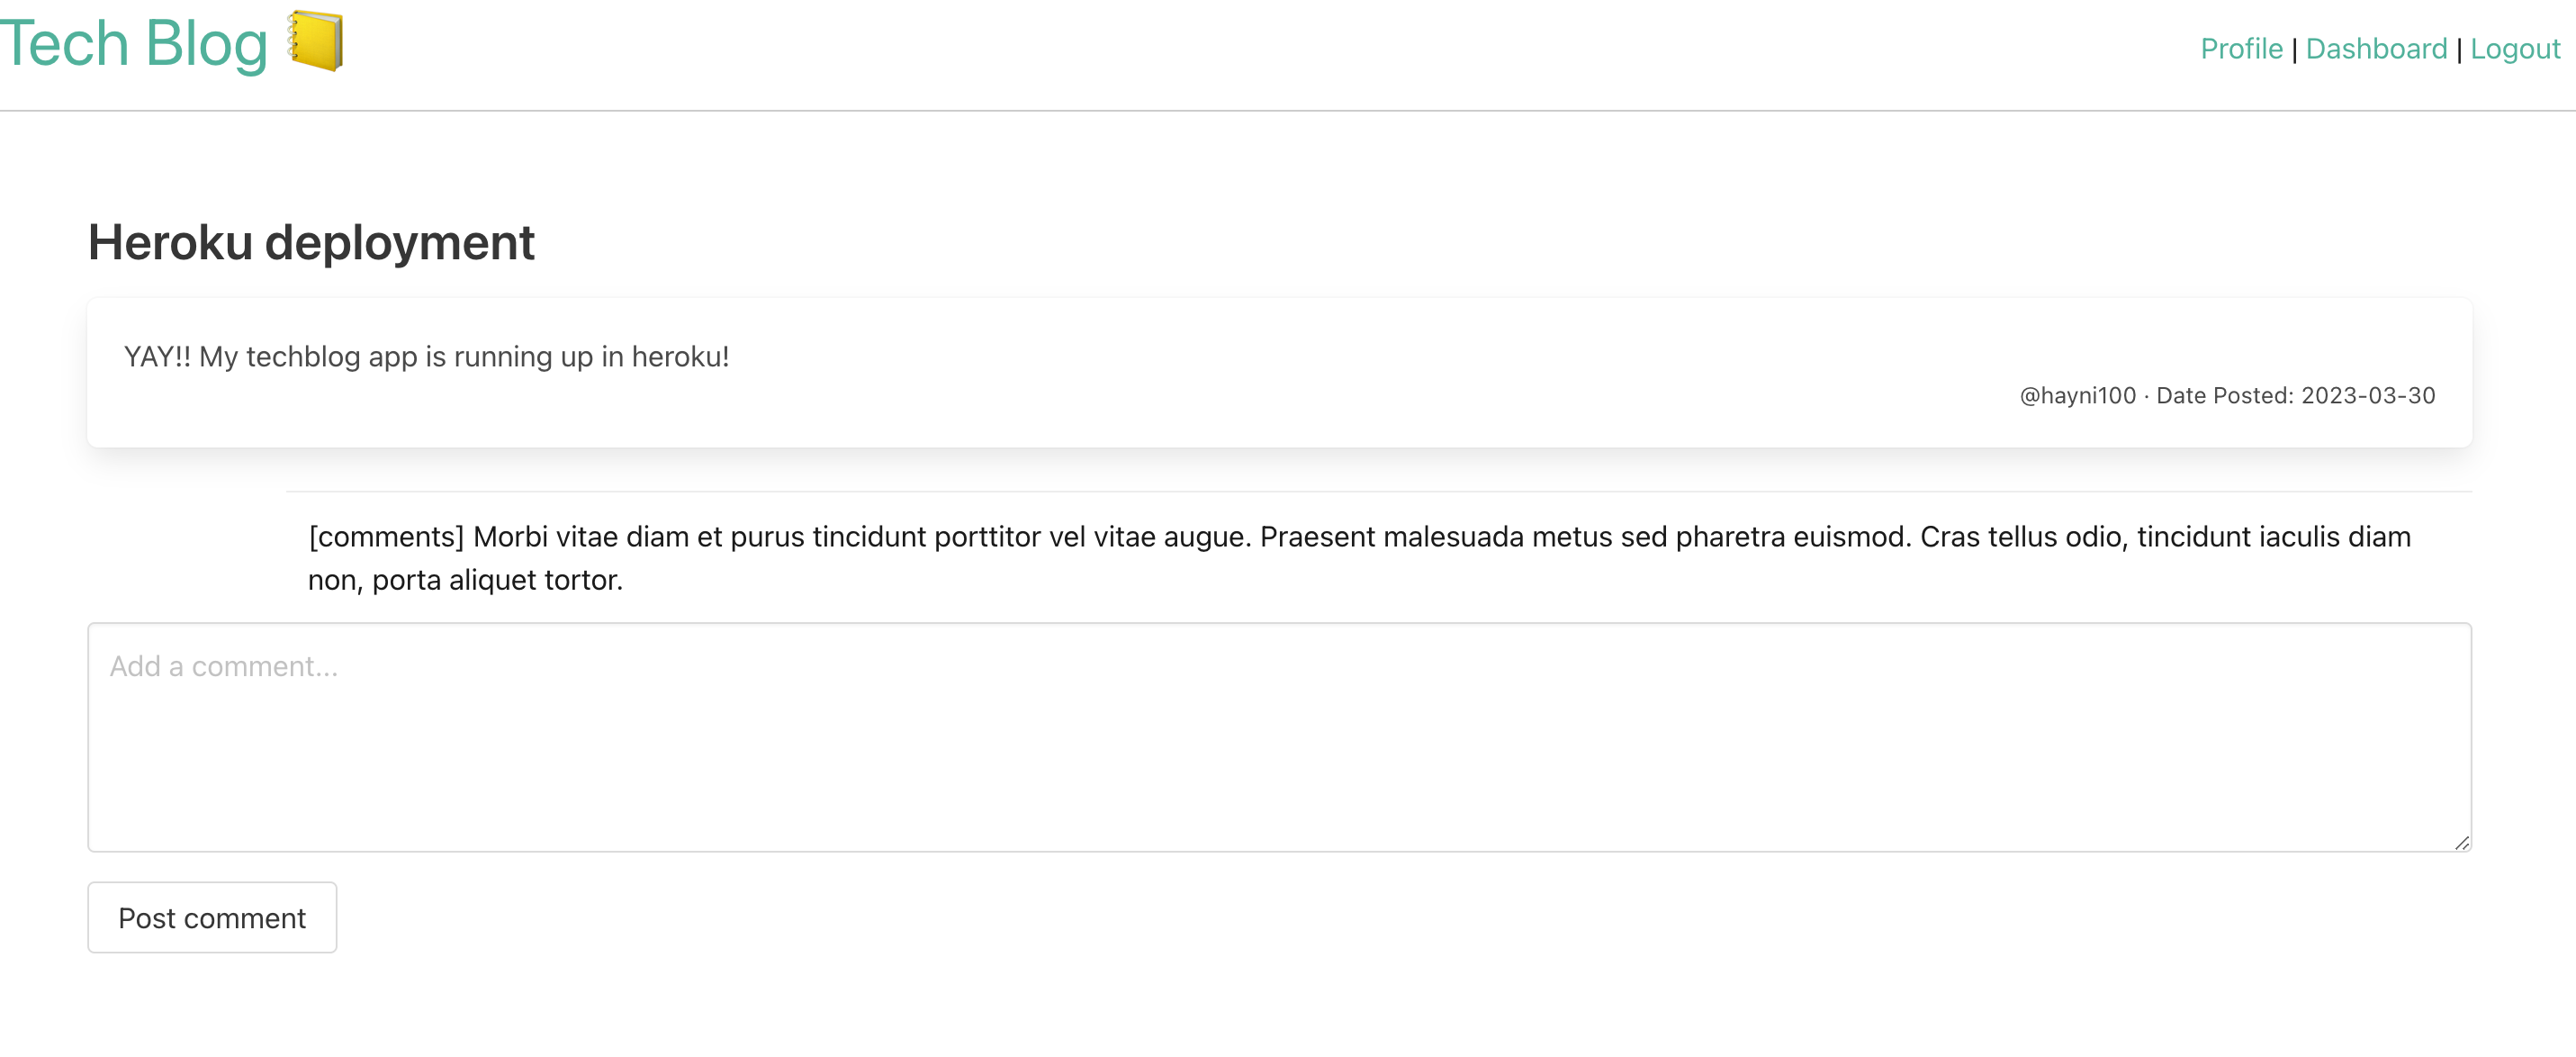 Tech Blog
Profile | Dashboard | Logout
Heroku deployment
YAY!! My techblog app is running up in heroku!
@hayni100 · Date Posted: 2023-03-30
[comments] Morbi vitae diam et purus tincidunt porttitor vel vitae augue. Praesent malesuada metus sed pharetra euismod. Cras tellus odio, tincidunt iaculis diam
non, porta aliquet tortor.
Add a comment...
Post comment